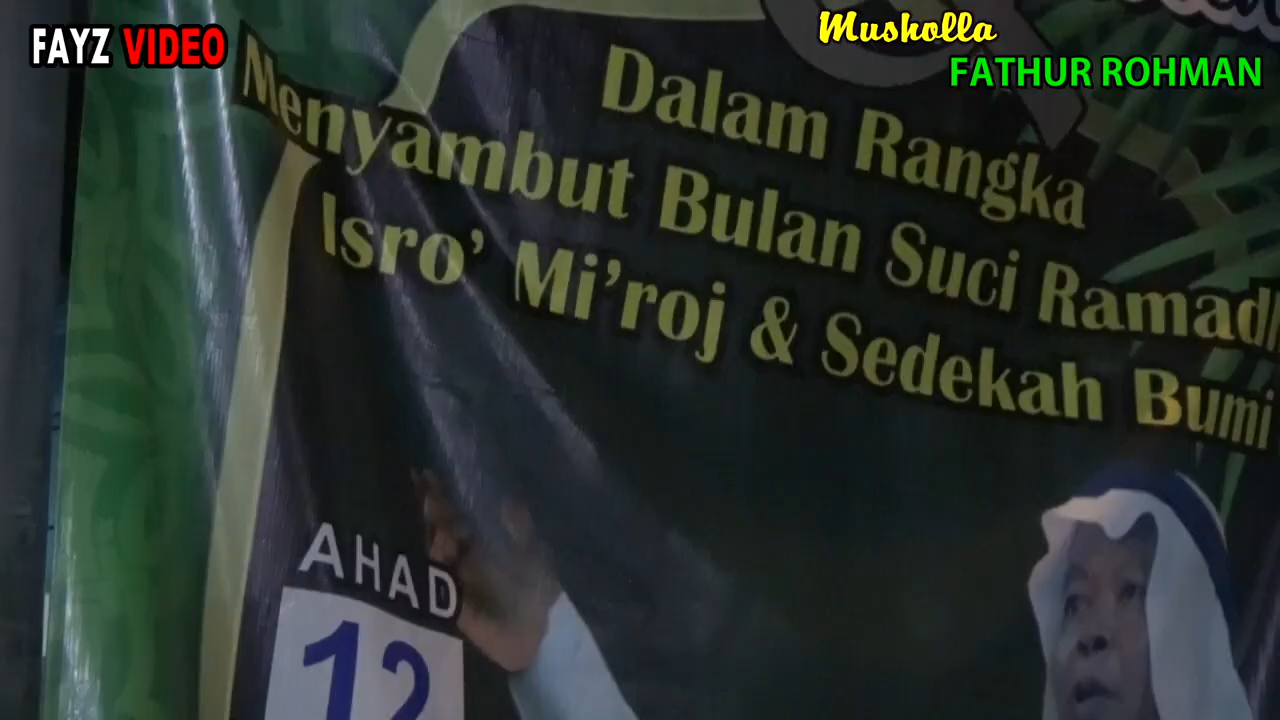 FAYZ VIDEO
Musholla
FATHUR ROHMAN
Dalam Rangka
Menyambut Bulan Suci Ramadh
Isro' Mi'roj & Sedekah Bumi
AHAD
12